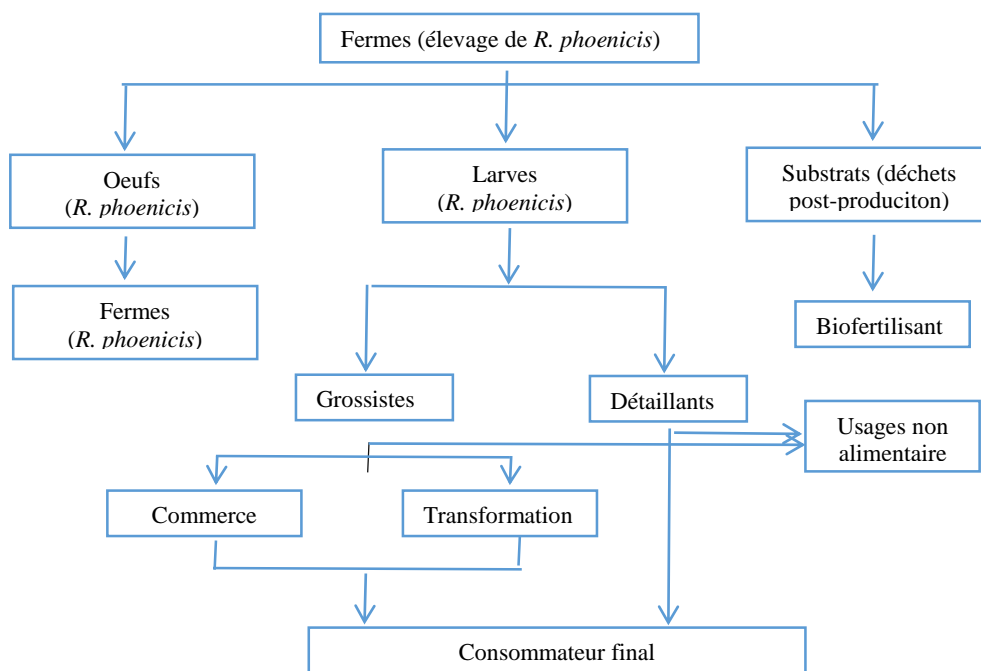 Fermes (élevage de R. phoenicis)
Oeufs
(R. phoenicis)
Larves
(R. phoenicis)
Substrats (déchets
post-produciton)
Fermes
(R. phoenicis)
Biofertilisant
Grossistes
Détaillants
Usages non
alimentaire
Commerce
Transformation
Consommateur final